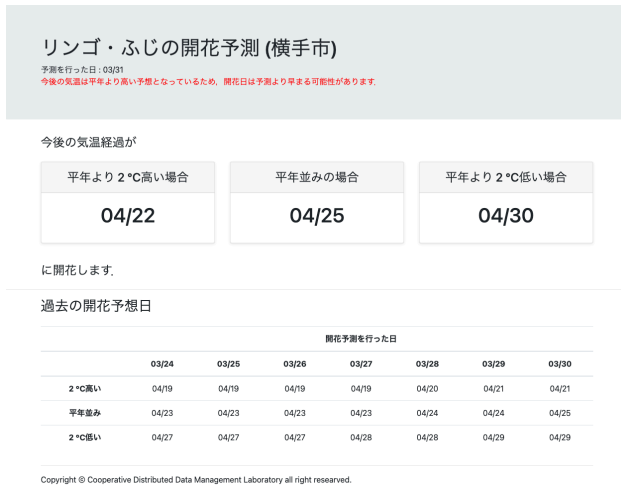 リンゴ・ふじの開花予測 (横手市)
予測を行った日 : 03/31
今後の気温は平年より高い予想となっているため，開花日は予測より早まる可能性があります．
今後の気温経過が
平年より 2 °C高い場合 平年並みの場合 平年より 2 °C低い場合
04/22 04/25 04/30
に開花します．
過去の開花予想日
開花予測を行った日
03/24 03/25 03/26 03/27 03/28 03/29 03/30
2 °C高い 04/19 04/19 04/19 04/19 04/20 04/21 04/21
平年並み 04/23 04/23 04/23 04/23 04/24 04/24 04/25
2 °C低い 04/27 04/27 04/27 04/28 04/28 04/29 04/29
Copyright © Cooperative Distributed Data Management Laboratory all right researved.